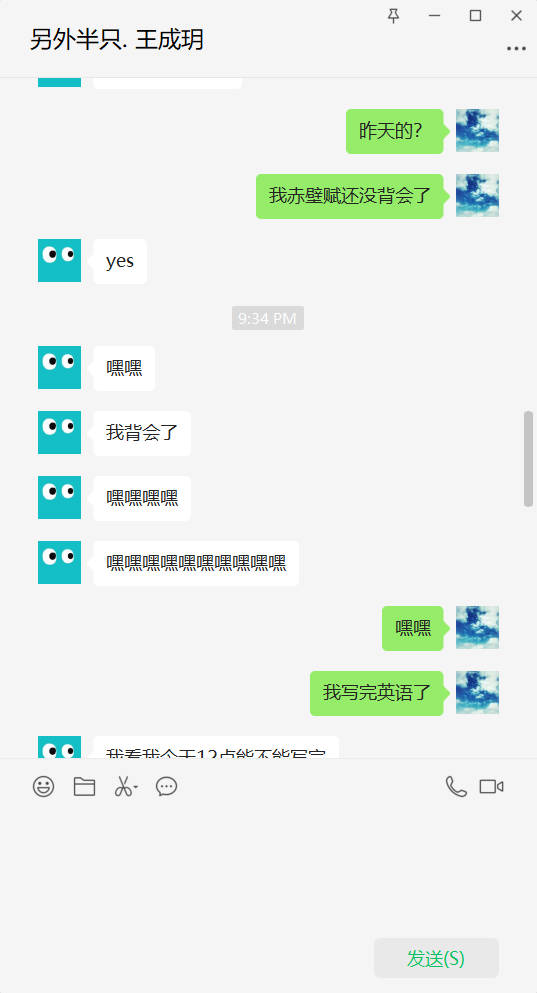 另外半只. 王成玥
昨天的？
我赤壁赋还没背会了
yes
9:34 PM
嘿嘿
我背会了
嘿嘿嘿嘿
嘿嘿嘿嘿嘿嘿嘿嘿嘿嘿
嘿嘿
我写完英语了
我看我今天12点能不能写完
发送(S)